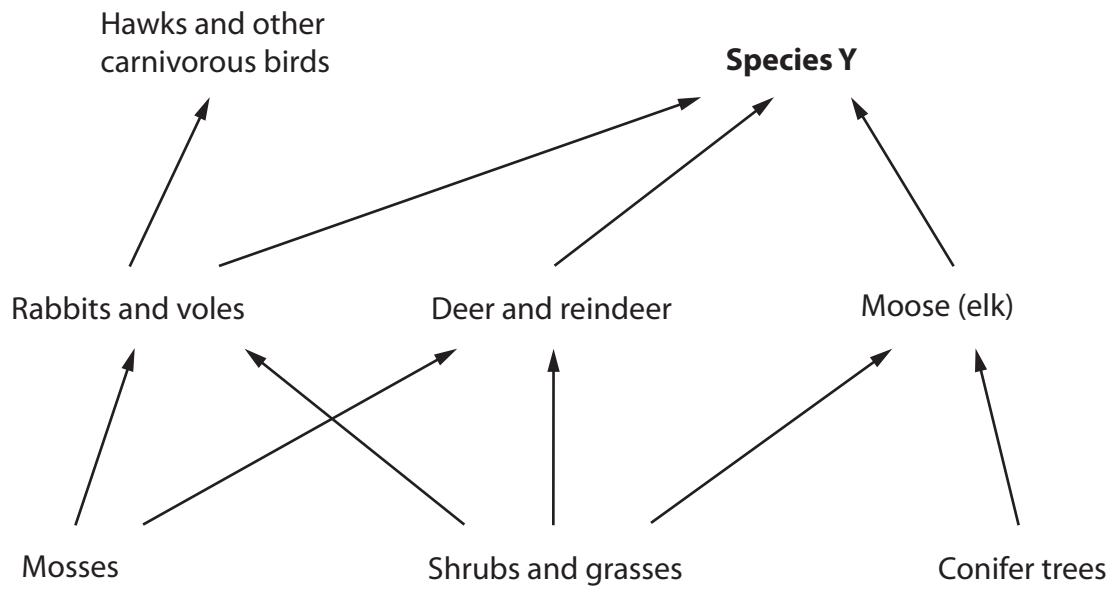 Hawks and other
carnivorous birds
Species Y
Rabbits and voles
Deer and reindeer
Moose (elk)
Mosses
Shrubs and grasses
Conifer trees